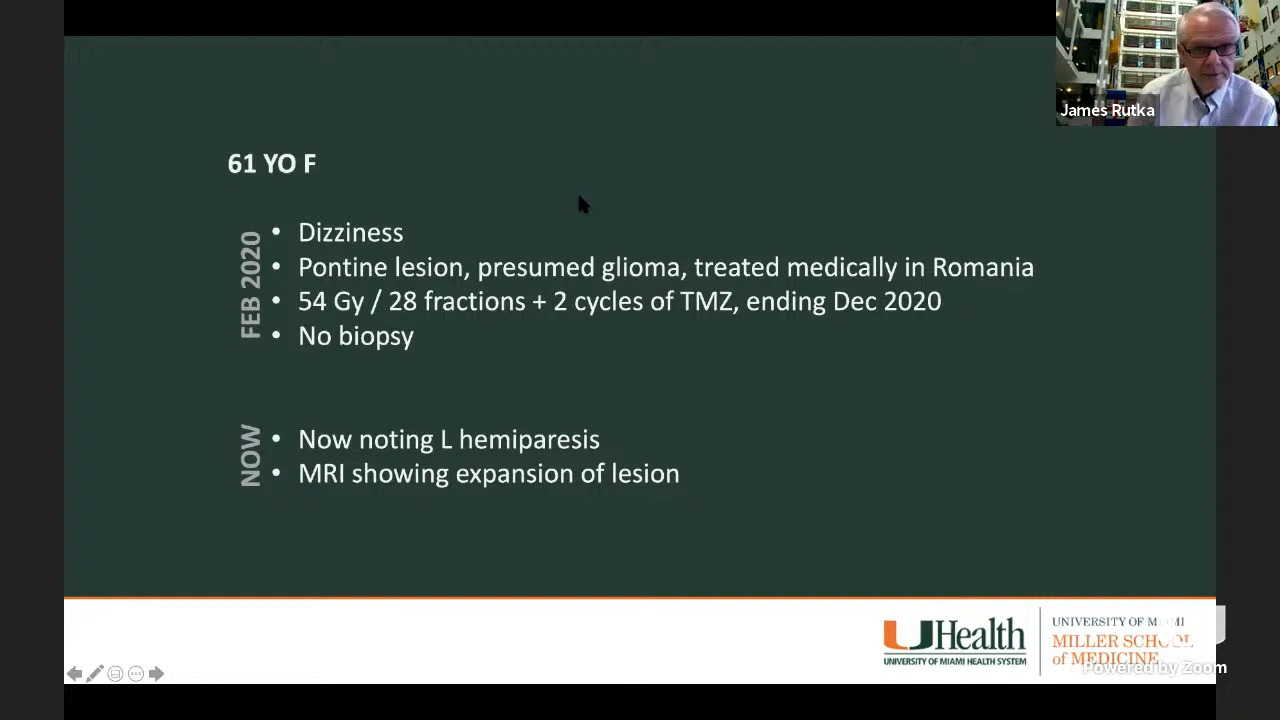 James Rutka
61 YO F
FEB 2020
• Dizziness
• Pontine lesion, presumed glioma, treated medically in Romania
• 54 Gy / 28 fractions + 2 cycles of TMZ, ending Dec 2020
• No biopsy
NOW
• Now noting L hemiparesis
• MRI showing expansion of lesion
UHealth
UNIVERSITY OF MIAMI HEALTH SYSTEM
UNIVERSITY OF MIAMI
MILLER SCHOOL
of MEDICINE
Powered by Zoom